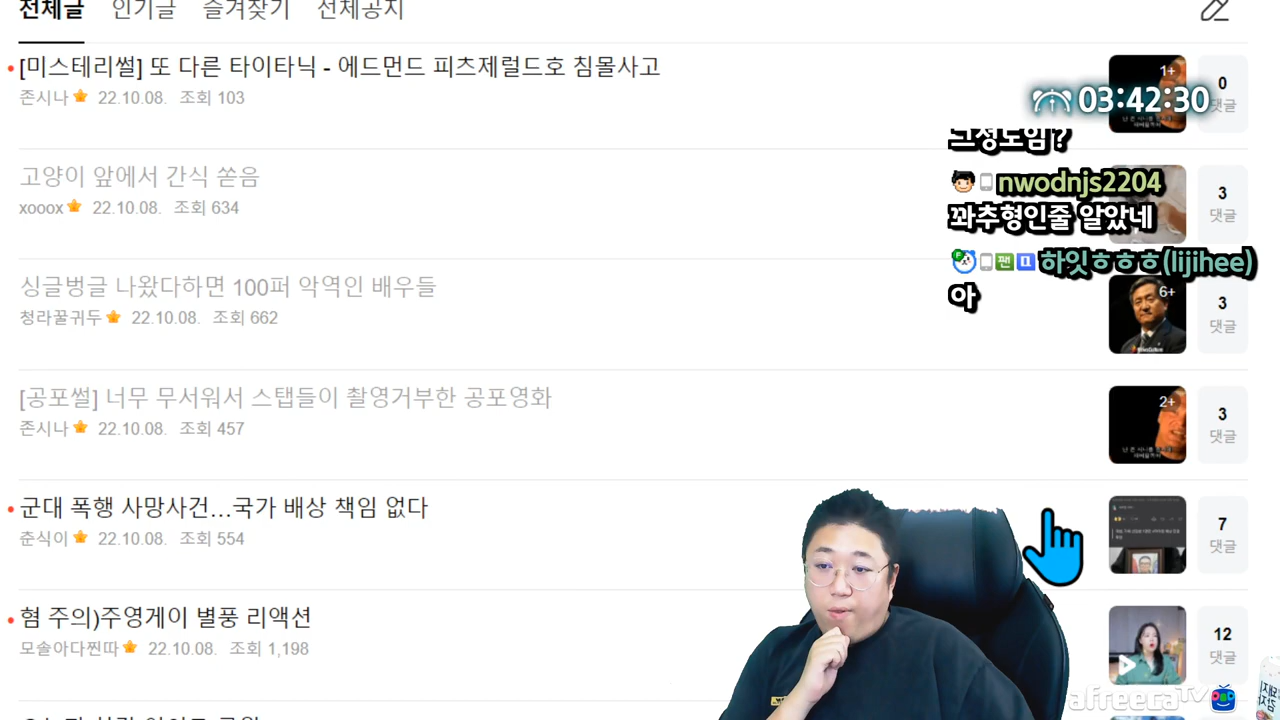 전체글 인기글 즐겨찾기 전체공지
[미스테리썰] 또 다른 타이타닉 - 에드먼드 피츠제럴드호 침몰사고
존시나 22.10.08. 조회 103
1+
0
댓글
03:42:30
그정도임?
고양이 앞에서 간식 쏟음
xooox 22.10.08. 조회 634
3
댓글
nwodnjs2204
꽈추형인줄 알았네
하잇ㅎㅎㅎ(lijihee)
아
싱글벙글 나왔다하면 100퍼 악역인 배우들
청라꿀귀두 22.10.08. 조회 662
6+
3
댓글
[공포썰] 너무 무서워서 스탭들이 촬영거부한 공포영화
존시나 22.10.08. 조회 457
2+
3
댓글
군대 폭행 사망사건...국가 배상 책임 없다
춘식이 22.10.08. 조회 554
7
댓글
혐 주의)주영게이 별풍 리액션
모솔아다찐따 22.10.08. 조회 1,198
12
댓글
afreecaTV